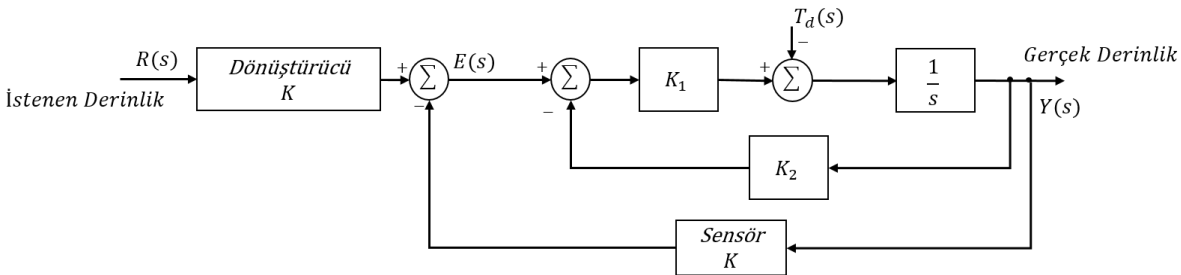 T_d(s)
R(s)
İstenen Derinlik
Dönüştürücü
K
+
−
E(s)
+
−
K_1
+
−
1/s
Gerçek Derinlik
Y(s)
∑
∑
∑
K_2
Sensör
K